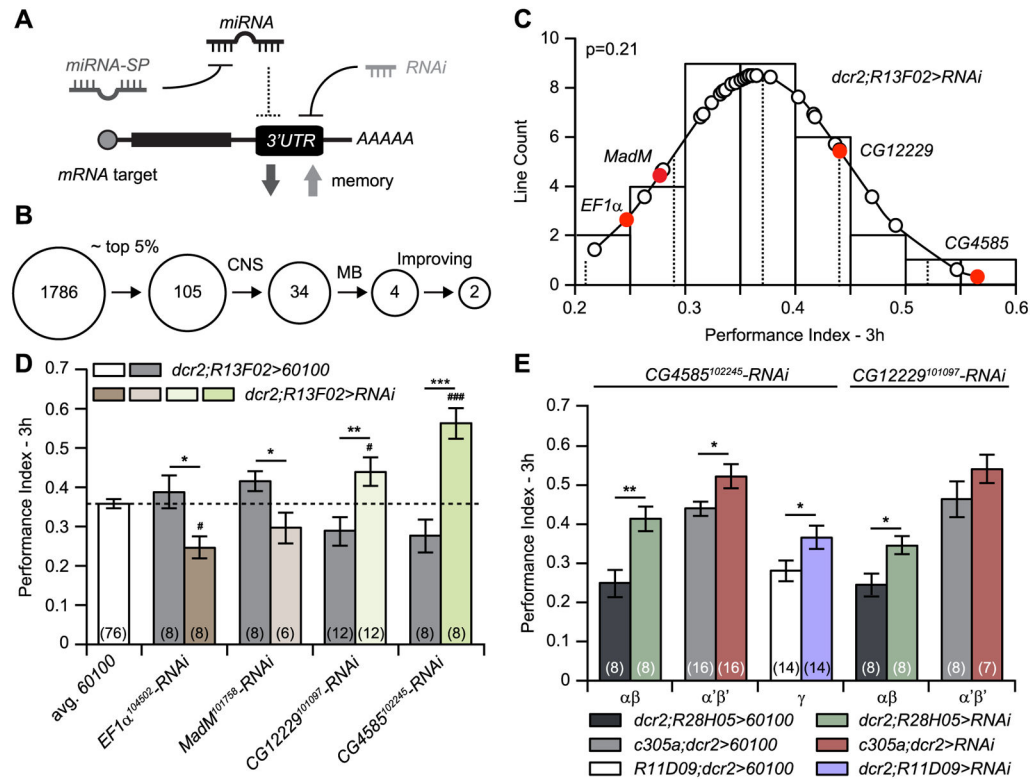 A
miRNA
miRNA-SP
RNAi
3'UTR
AAAAA
mRNA target
memory
B
~ top 5%
CNS
MB
Improving
1786
105
34
4
2
C
p=0.21
dcr2;R13F02>RNAi
MadM
CG12229
EF1α
CG4585
Line Count
10
8
6
4
2
0
0.2
0.3
0.4
0.5
0.6
Performance Index - 3h
D
dcr2;R13F02>60100
dcr2;R13F02>RNAi
Performance Index - 3h
0.7
0.6
0.5
0.4
0.3
0.2
0.1
0
*
#
*
**
#
***
###
(76)
(8)
(8)
(8)
(6)
(12)
(12)
(8)
(8)
avg. 60100
EF1α104502-RNAi
MadM101758-RNAi
CG12229101097-RNAi
CG4585102245-RNAi
E
CG4585102245-RNAi
CG12229101097-RNAi
Performance Index - 3h
0.7
0.6
0.5
0.4
0.3
0.2
0.1
0
**
*
*
*
(8)
(8)
(16)
(16)
(14)
(14)
(8)
(8)
(8)
(7)
αβ
α'β'
γ
αβ
α'β'
dcr2;R28H05>60100
dcr2;R28H05>RNAi
c305a;dcr2>60100
c305a;dcr2>RNAi
R11D09;dcr2>60100
dcr2;R11D09>RNAi